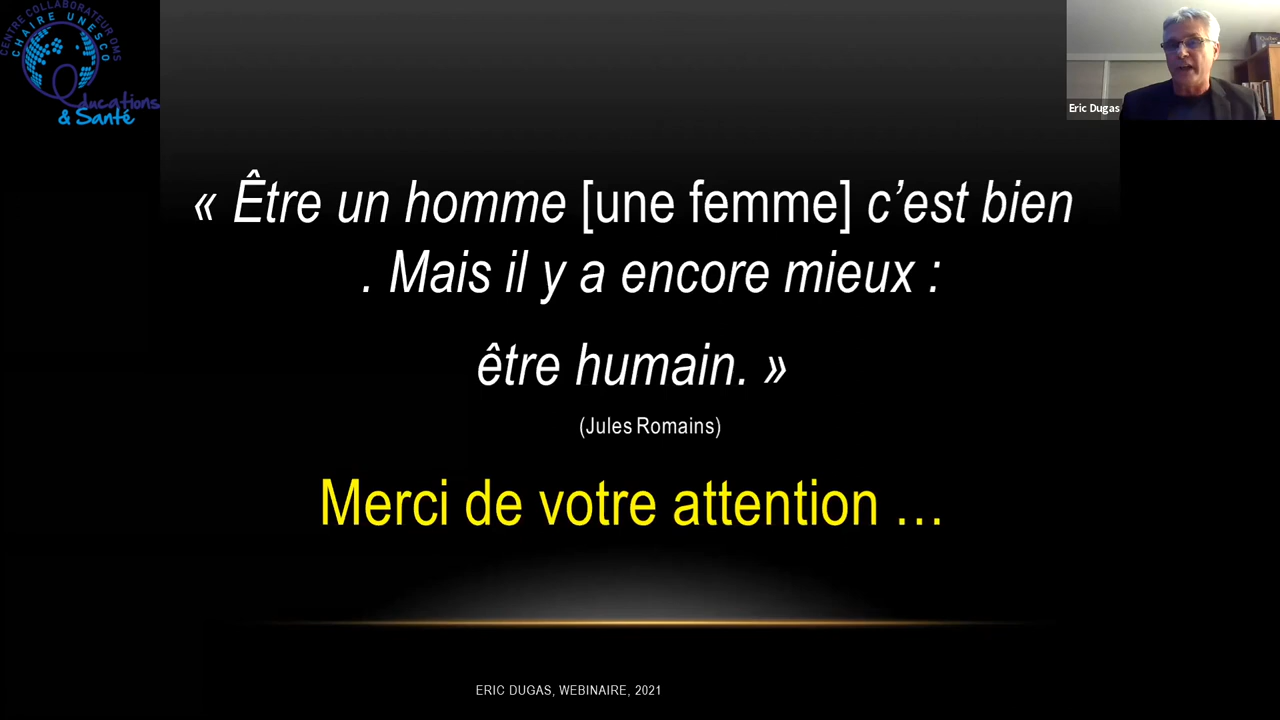 CENTRE COLLABORATEUR OMS
CHAIRE UNESCO
Educations
& Santé
Eric Dugas
« Être un homme [une femme] c’est bien
. Mais il y a encore mieux :
être humain. »
(Jules Romains)
Merci de votre attention …
ERIC DUGAS, WEBINAIRE, 2021